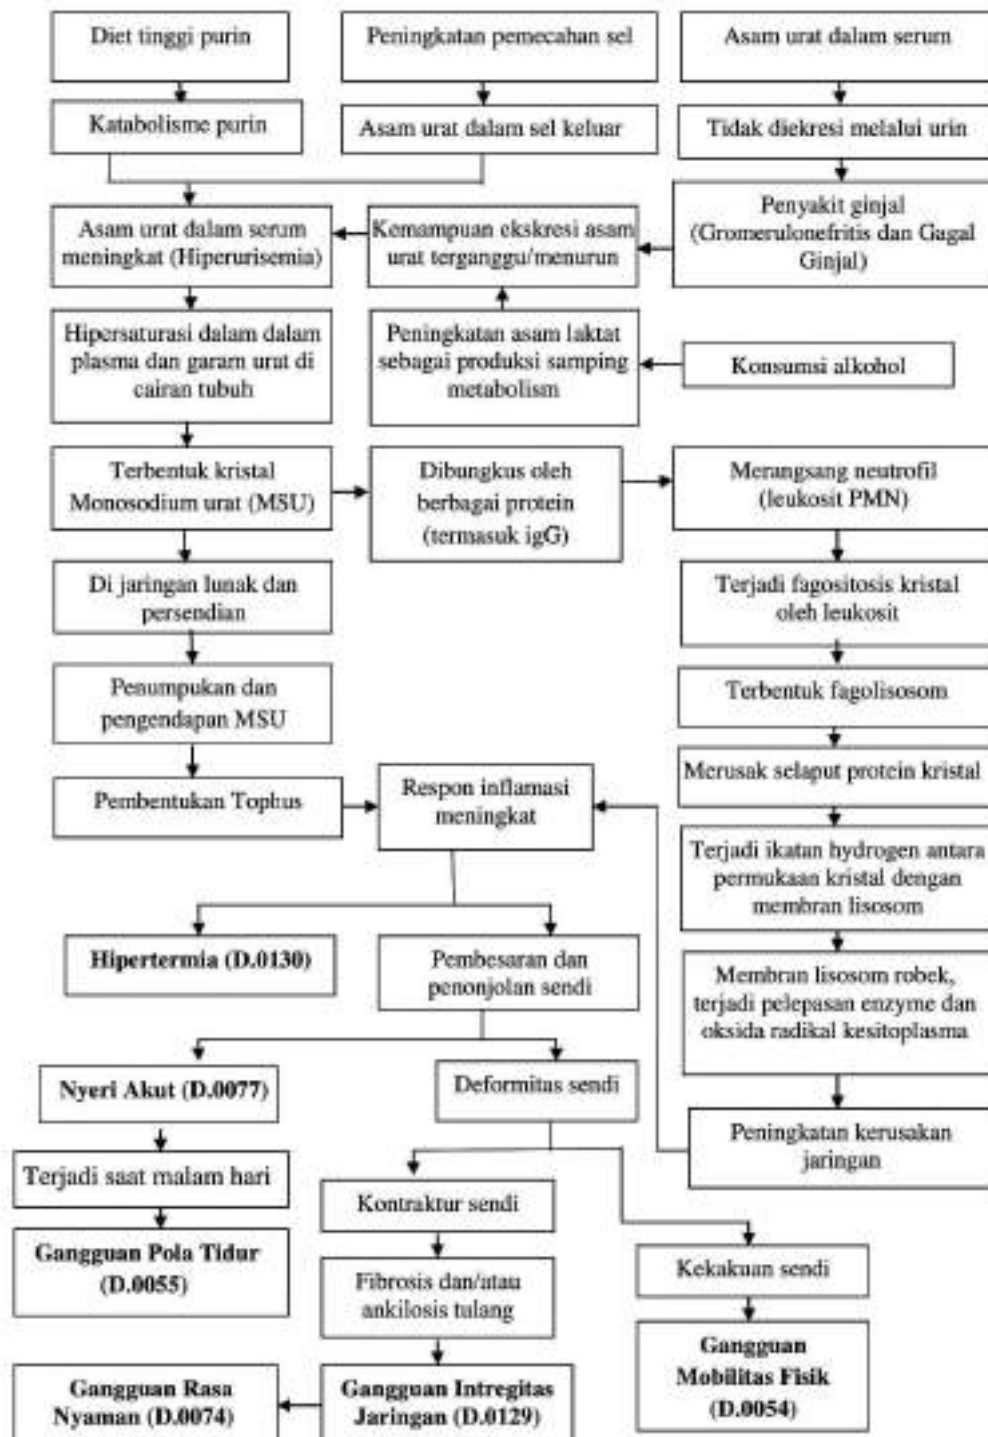 Diet tinggi purin
Peningkatan pemecahan sel
Asam urat dalam serum
Katabolisme purin
Asam urat dalam sel keluar
Tidak diekresi melalui urin
Asam urat dalam serum
meningkat (Hiperurisemia)
Kemampuan ekskresi asam
urat terganggu/menurun
Penyakit ginjal
(Gromerulonefritis dan Gagal
Ginjal)
Hipersaturasi dalam dalam
plasma dan garam urat di
cairan tubuh
Peningkatan asam laktat
sebagai produksi samping
metabolism
Konsumsi alkohol
Terbentuk kristal
Monosodium urat (MSU)
Dibungkus oleh
berbagai protein
(termasuk igG)
Merangsang neutrofil
(leukosit PMN)
Di jaringan lunak dan
persendian
Terjadi fagositosis kristal
oleh leukosit
Penumpukan dan
pengendapan MSU
Terbentuk fagolisosom
Pembentukan Tophus
Respon inflamasi
meningkat
Merusak selaput protein kristal
Terjadi ikatan hydrogen antara
permukaan kristal dengan
membran lisosom
Hipertermia (D.0130)
Pembesaran dan
penonjolan sendi
Membran lisosom robek,
terjadi pelepasan enzyme dan
oksida radikal kesitoplasma
Nyeri Akut (D.0077)
Deformitas sendi
Peningkatan kerusakan
jaringan
Terjadi saat malam hari
Kontraktur sendi
Gangguan Pola Tidur
(D.0055)
Fibrosis dan/atau
ankilosis tulang
Kekakuan sendi
Gangguan Rasa
Nyaman (D.0074)
Gangguan Intregitas
Jaringan (D.0129)
Gangguan
Mobilitas Fisik
(D.0054)